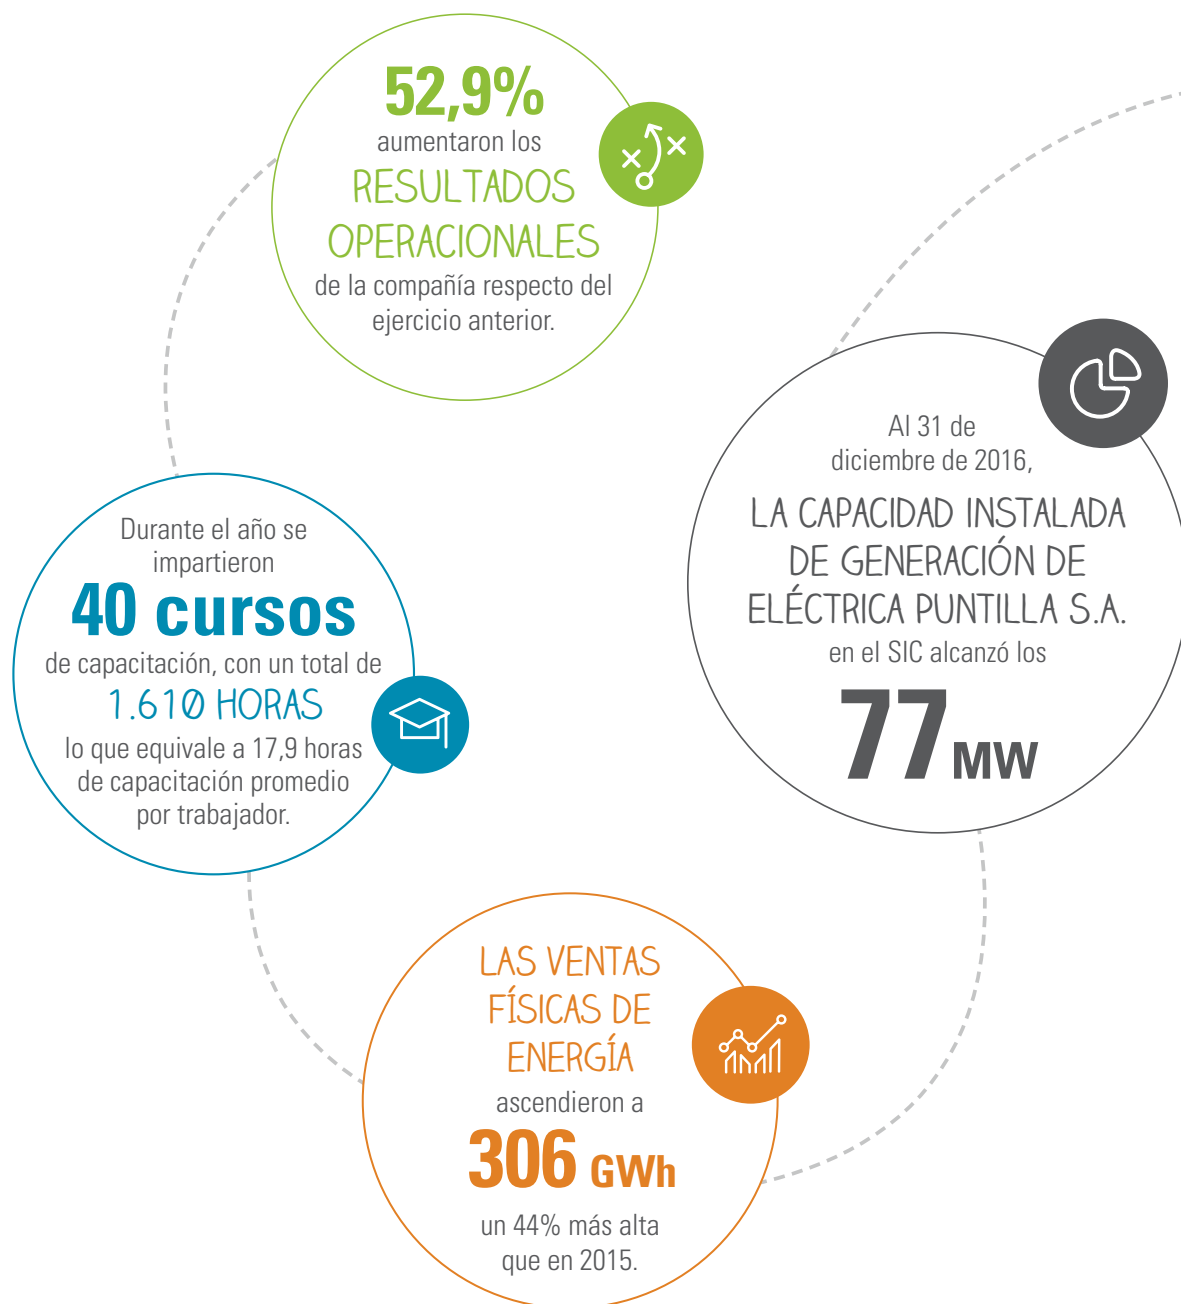 52,9%
aumentaron los
RESULTADOS
OPERACIONALES
de la compañía respecto del
ejercicio anterior.
Durante el año se
impartieron
40 cursos
de capacitación, con un total de
1.610 HORAS
lo que equivale a 17,9 horas
de capacitación promedio
por trabajador.
Al 31 de
diciembre de 2016,
LA CAPACIDAD INSTALADA
DE GENERACIÓN DE
ELÉCTRICA PUNTILLA S.A.
en el SIC alcanzó los
77 MW
LAS VENTAS
FÍSICAS DE
ENERGÍA
ascendieron a
306 GWh
un 44% más alta
que en 2015.